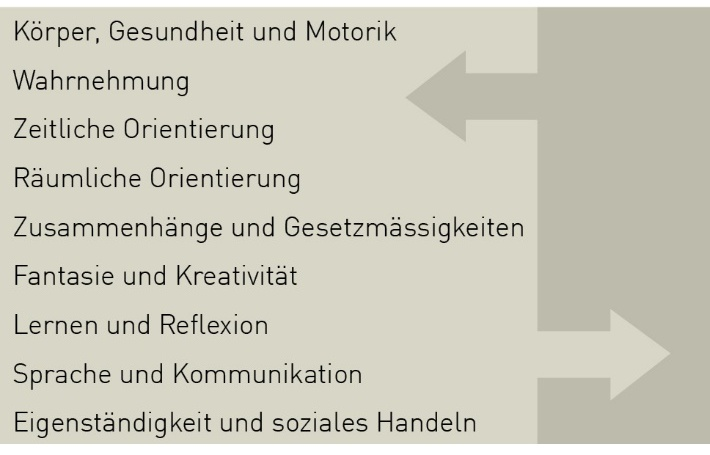 Körper, Gesundheit und Motorik
Wahrnehmung
Zeitliche Orientierung
Räumliche Orientierung
Zusammenhänge und Gesetzmässigkeiten
Fantasie und Kreativität
Lernen und Reflexion
Sprache und Kommunikation
Eigenständigkeit und soziales Handeln